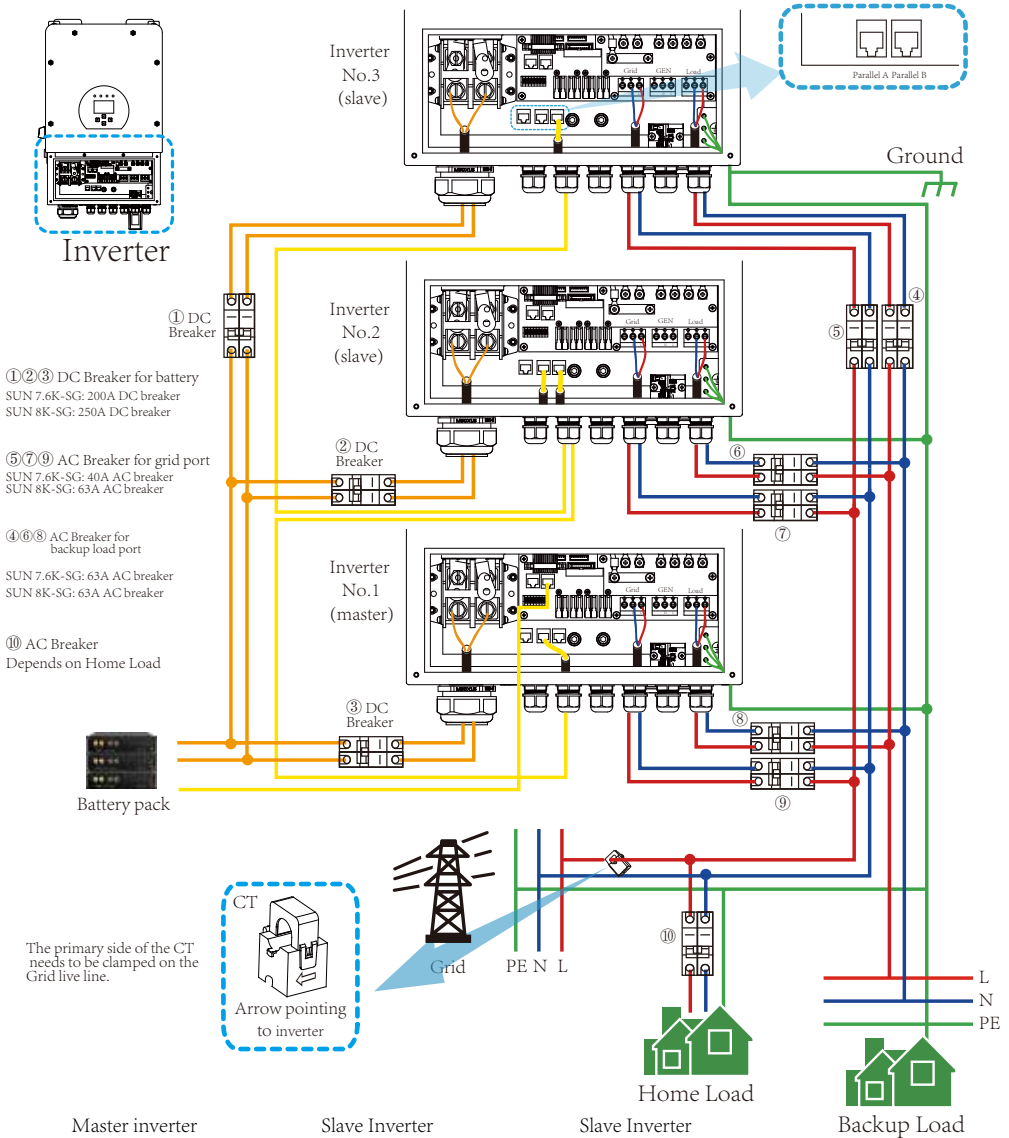 Inverter
No.3
(slave)
Grid
GEN
Load
Parallel A Parallel B
Ground
Inverter
① DC
Breaker
Inverter
No.2
(slave)
Grid
GEN
Load
④
⑤
①②③ DC Breaker for battery
SUN 7.6K-SG: 200A DC breaker
SUN 8K-SG: 250A DC breaker
② DC
Breaker
⑥
⑦
⑤⑦⑨ AC Breaker for grid port
SUN 7.6K-SG: 40A AC breaker
SUN 8K-SG: 63A AC breaker
④⑥⑧ AC Breaker for
backup load port
SUN 7.6K-SG: 63A AC breaker
SUN 8K-SG: 63A AC breaker
Inverter
No.1
(master)
Grid
GEN
Load
⑩ AC Breaker
Depends on Home Load
③ DC
Breaker
⑧
⑨
Battery pack
CT
The primary side of the CT
needs to be clamped on the
Grid live line.
Arrow pointing
to inverter
Grid
PE N L
⑩
L
N
PE
Home Load
Backup Load
Master inverter
Slave Inverter
Slave Inverter